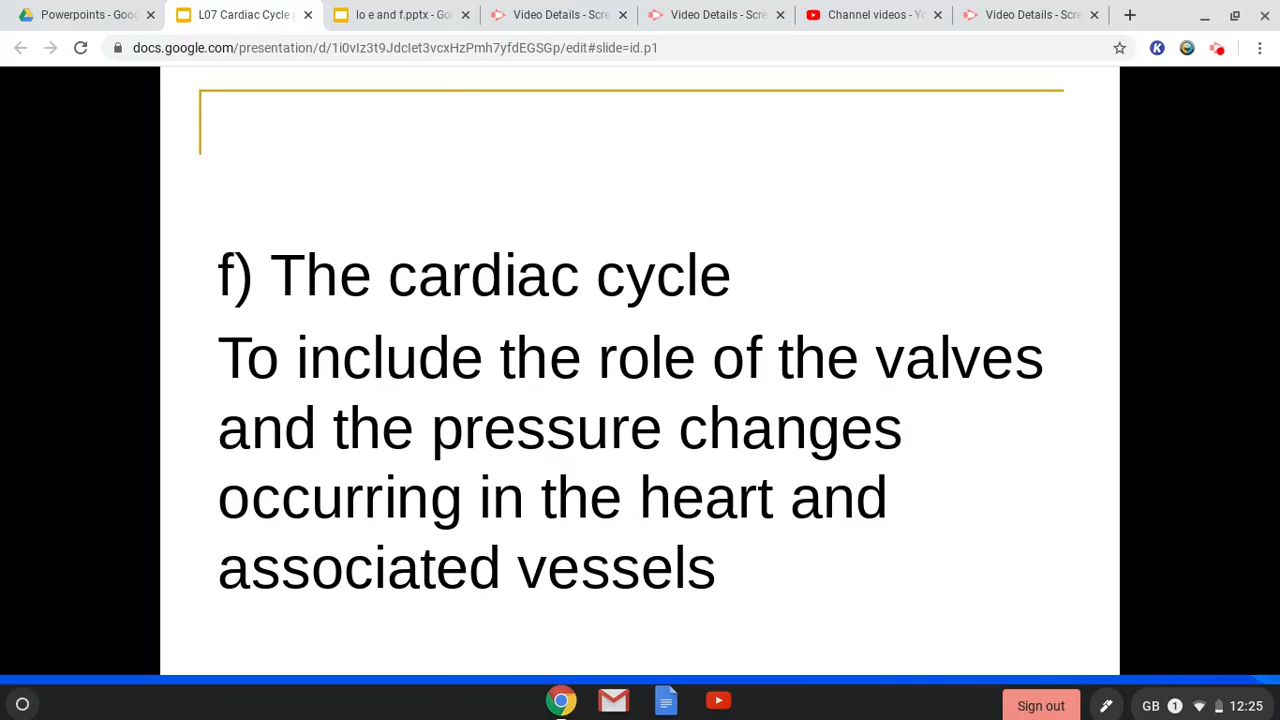 Powerpoints - Goog
L07 Cardiac Cycle p
lo e and f.pptx - Go
Video Details - Scre
Video Details - Scre
Channel videos - Yo
Video Details - Scre
docs.google.com/presentation/d/1i0vIz3t9JdcIet3vcxHzPmh7yfdEGSGp/edit#slide=id.p1
f) The cardiac cycle
To include the role of the valves
and the pressure changes
occurring in the heart and
associated vessels
Sign out
GB 1 12:25